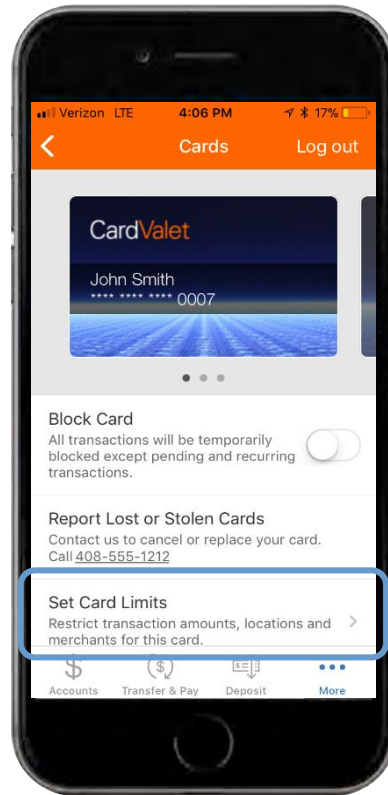 Verizon LTE 4:06 PM 17%
Cards Log out
CardValet
John Smith
**** **** **** 0007
Block Card
All transactions will be temporarily
blocked except pending and recurring
transactions.
Report Lost or Stolen Cards
Contact us to cancel or replace your card.
Call 408-555-1212
Set Card Limits
Restrict transaction amounts, locations and
merchants for this card.
Accounts Transfer & Pay Deposit More